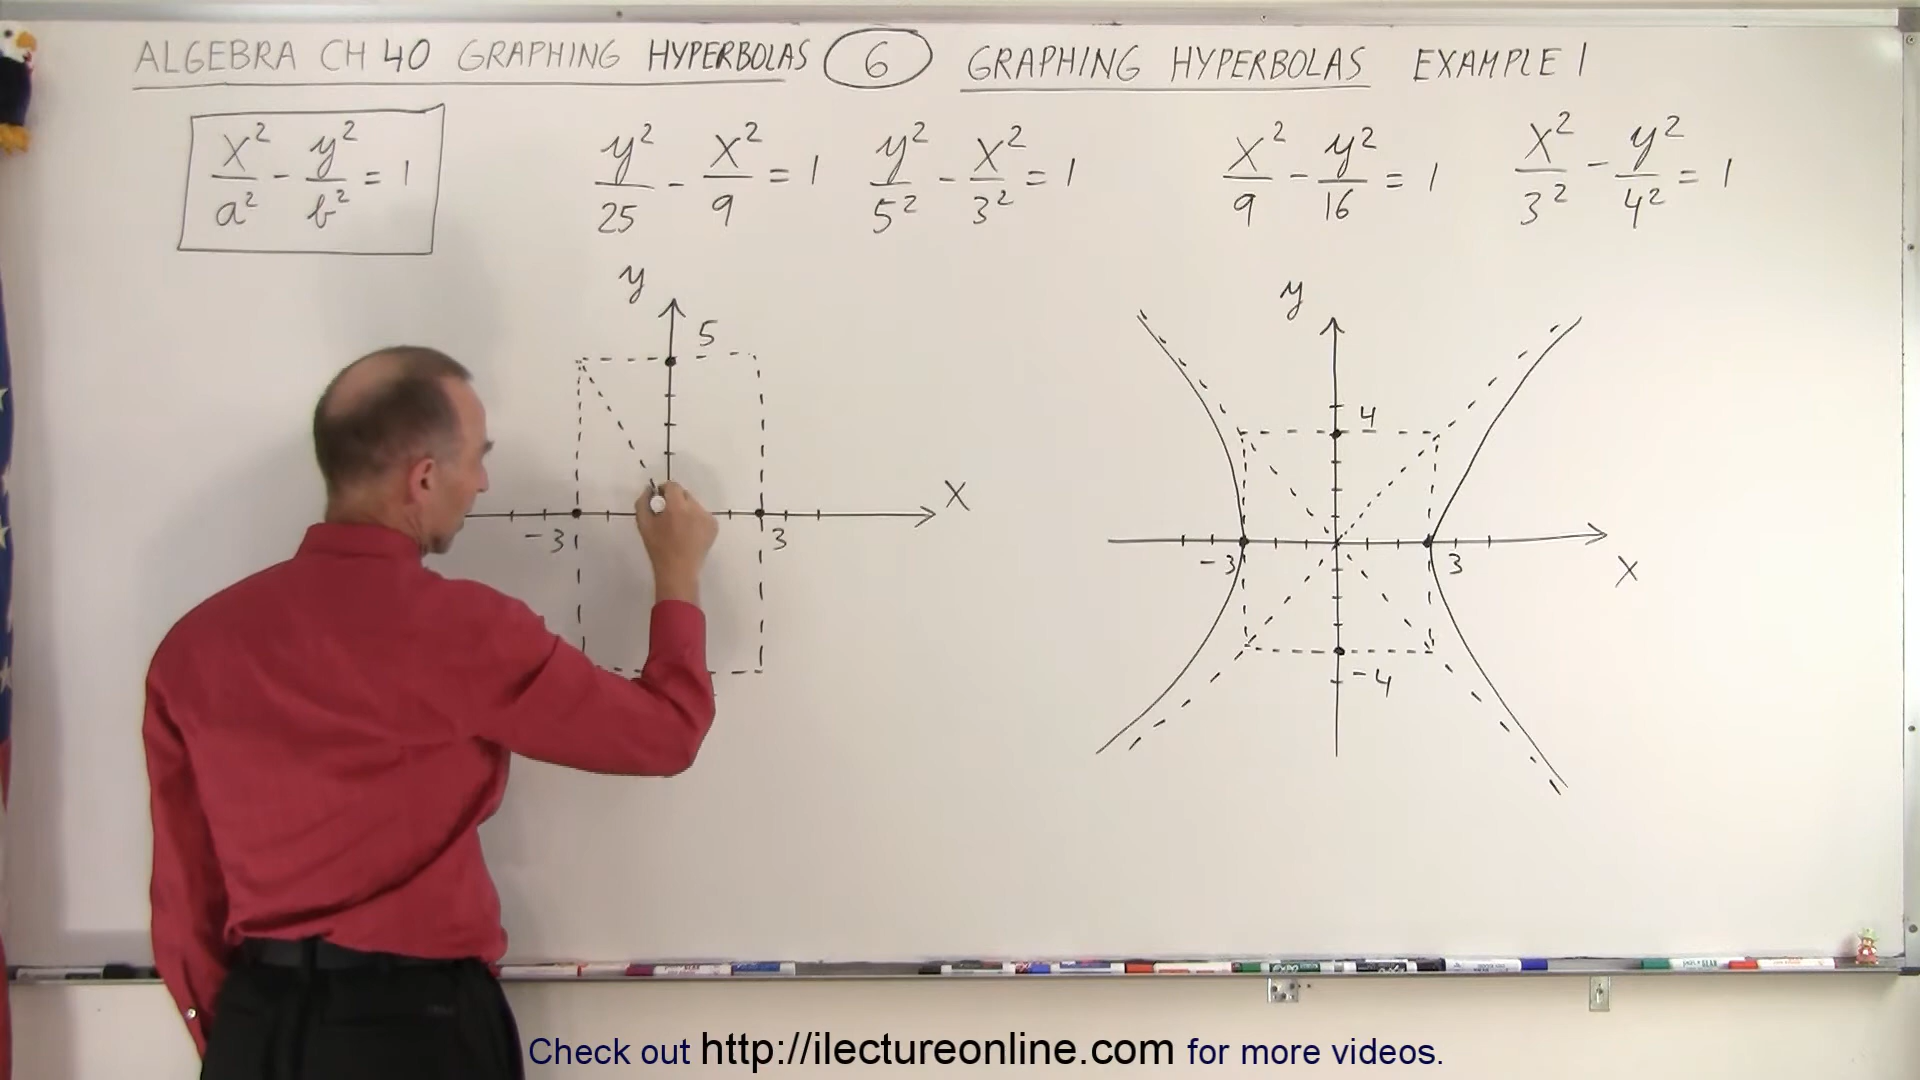 ALGEBRA CH 40 GRAPHING HYPERBOLAS 6 GRAPHING HYPERBOLAS EXAMPLE 1
x²/a² - y²/b² = 1
y²/25 - x²/9 = 1
y²/5² - x²/3² = 1
x²/9 - y²/16 = 1
x²/3² - y²/4² = 1
y
5
x
-3
3
y
4
-3
3
x
-4
Check out http://ilectureonline.com for more videos.